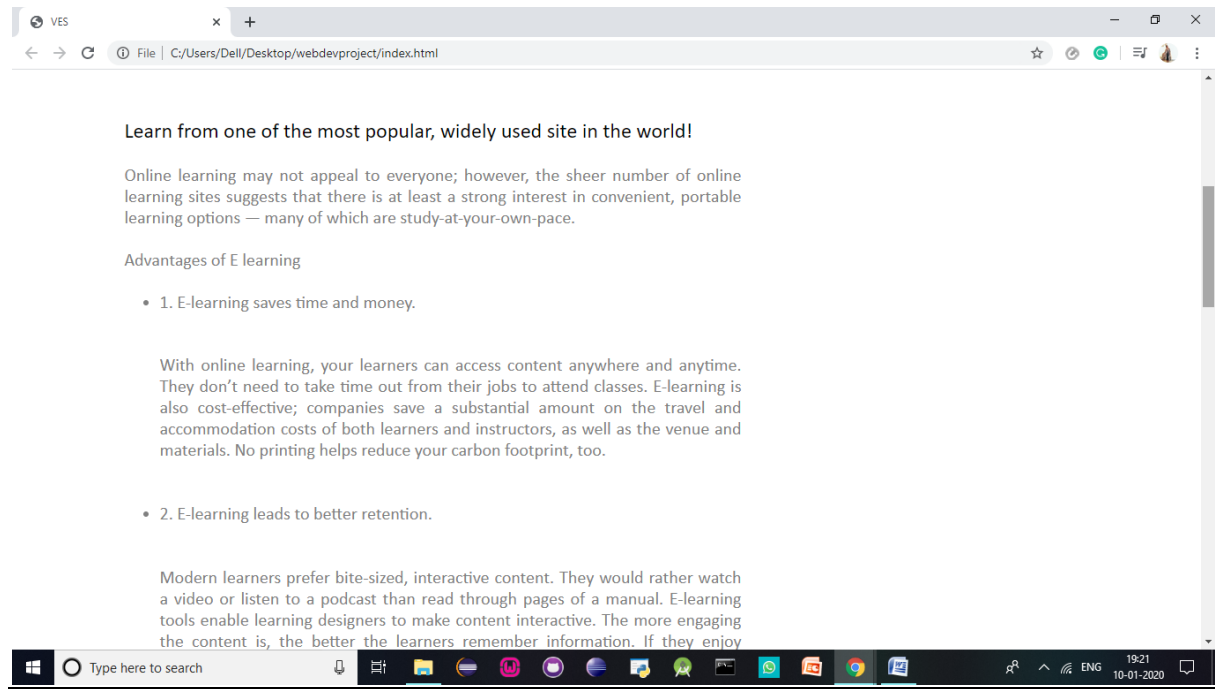 VES
File
C:/Users/Dell/Desktop/webdevproject/index.html
Learn from one of the most popular, widely used site in the world!
Online learning may not appeal to everyone; however, the sheer number of online
learning sites suggests that there is at least a strong interest in convenient, portable
learning options — many of which are study-at-your-own-pace.
Advantages of E learning
• 1. E-learning saves time and money.
With online learning, your learners can access content anywhere and anytime.
They don’t need to take time out from their jobs to attend classes. E-learning is
also cost-effective; companies save a substantial amount on the travel and
accommodation costs of both learners and instructors, as well as the venue and
materials. No printing helps reduce your carbon footprint, too.
• 2. E-learning leads to better retention.
Modern learners prefer bite-sized, interactive content. They would rather watch
a video or listen to a podcast than read through pages of a manual. E-learning
tools enable learning designers to make content interactive. The more engaging
the content is, the better the learners remember information. If they enjoy
Type here to search
ENG
19:21
10-01-2020